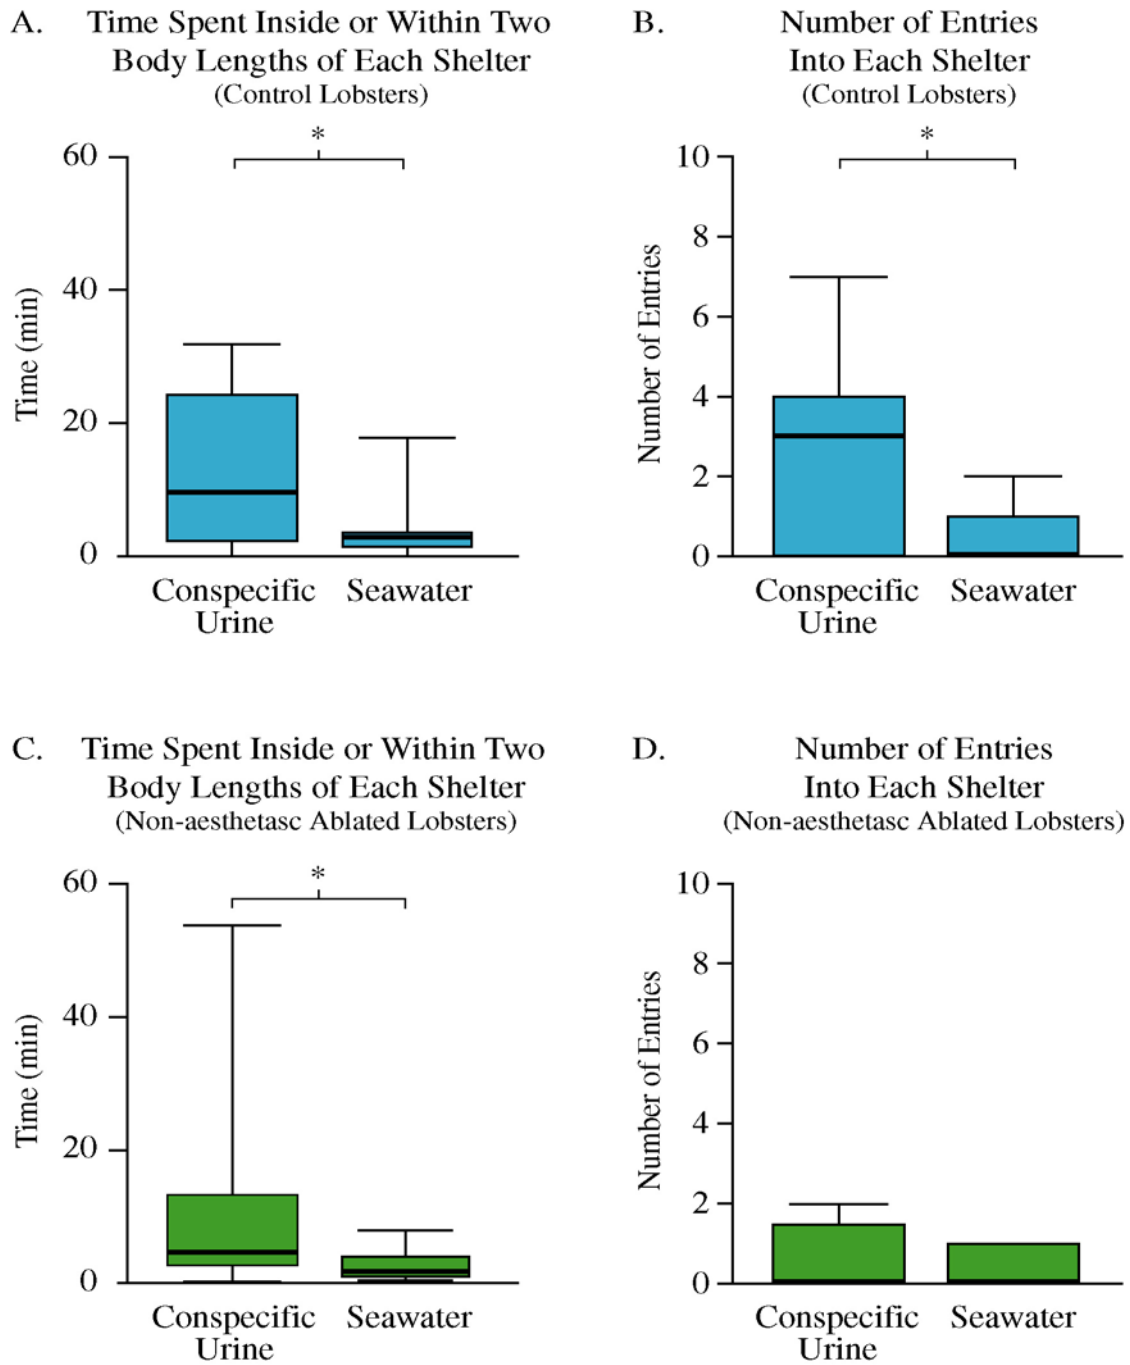 A. Time Spent Inside or Within Two
Body Lengths of Each Shelter
(Control Lobsters)
*
60
40
20
0
Time (min)
Conspecific Seawater
Urine
B. Number of Entries
Into Each Shelter
(Control Lobsters)
*
10
8
6
4
2
0
Number of Entries
Conspecific Seawater
Urine
C. Time Spent Inside or Within Two
Body Lengths of Each Shelter
(Non-aesthetasc Ablated Lobsters)
*
60
40
20
0
Time (min)
Conspecific Seawater
Urine
D. Number of Entries
Into Each Shelter
(Non-aesthetasc Ablated Lobsters)
10
8
6
4
2
0
Number of Entries
Conspecific Seawater
Urine